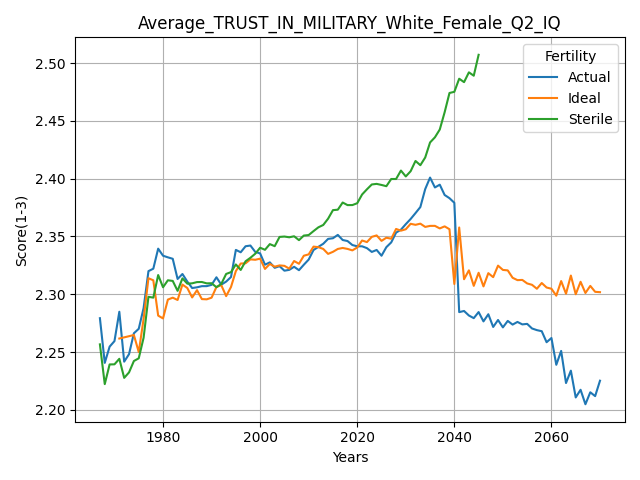 Average_TRUST_IN_MILITARY_White_Female_Q2_IQ
Fertility
Actual
Ideal
Sterile
Score(1-3)
2.50
2.45
2.40
2.35
2.30
2.25
2.20
1980
2000
2020
2040
2060
Years